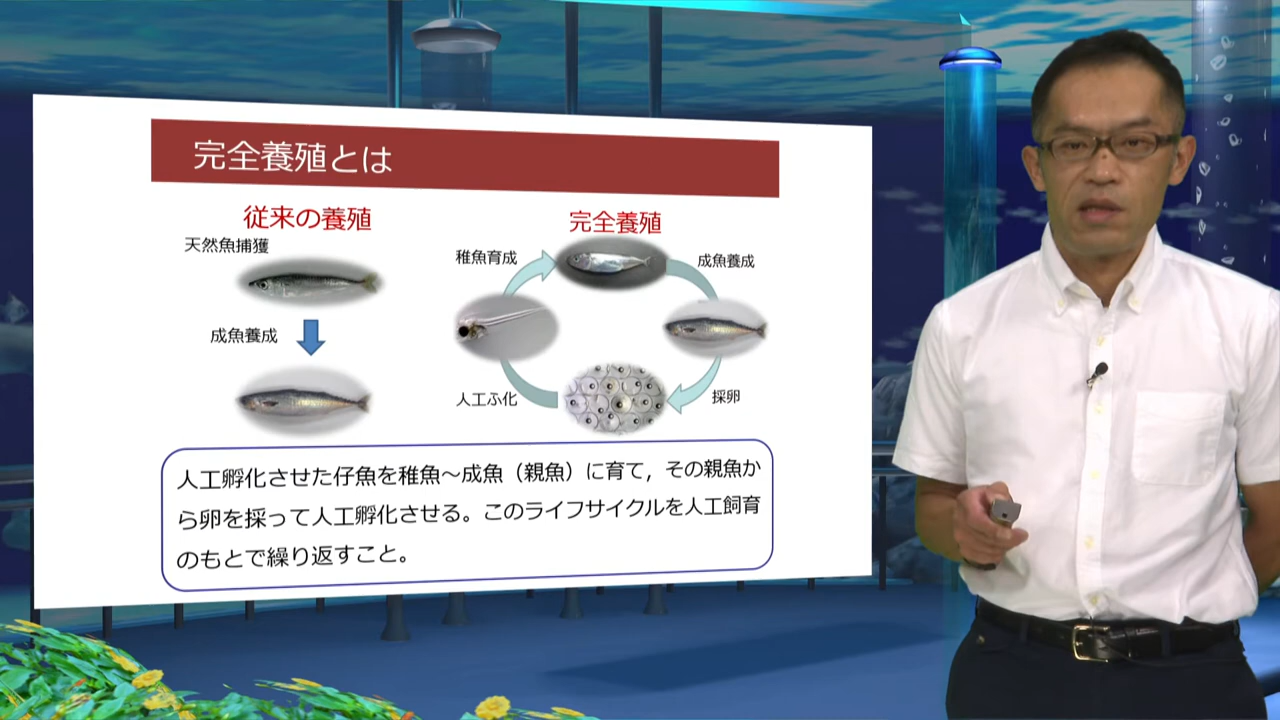 完全養殖とは
従来の養殖
天然魚捕獲
成魚養成
完全養殖
稚魚育成
成魚養成
人工ふ化
採卵
人工孵化させた仔魚を稚魚～成魚（親魚）に育て，その親魚か
ら卵を採って人工孵化させる。このライフサイクルを人工飼育
のもとで繰り返すこと。